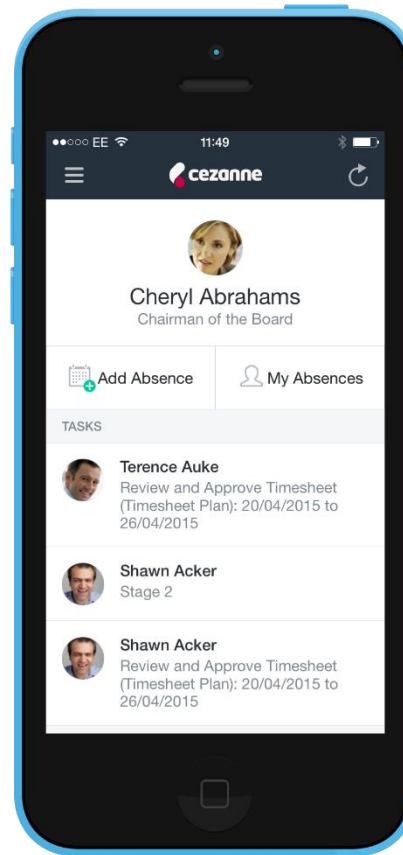 EE 11:49
cezanne
Cheryl Abrahams
Chairman of the Board
Add Absence My Absences
TASKS
Terence Auke
Review and Approve Timesheet
(Timesheet Plan): 20/04/2015 to
26/04/2015
Shawn Acker
Stage 2
Shawn Acker
Review and Approve Timesheet
(Timesheet Plan): 20/04/2015 to
26/04/2015